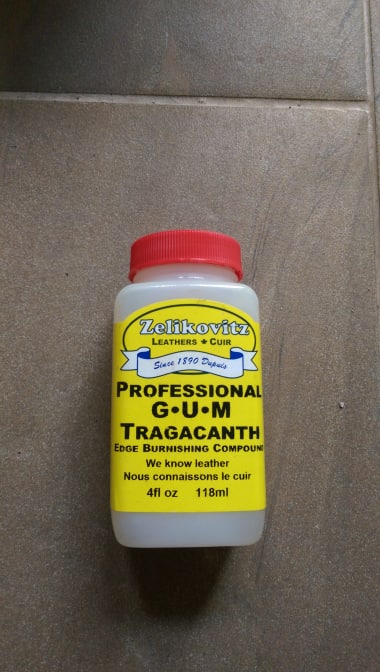 Zelikovitz
LEATHERS ★ CUIR
Since 1890 Depuis
PROFESSIONAL
G•U•M
TRAGACANTH
EDGE BURNISHING COMPOUND
We know leather
Nous connaissons le cuir
4fl oz 118ml